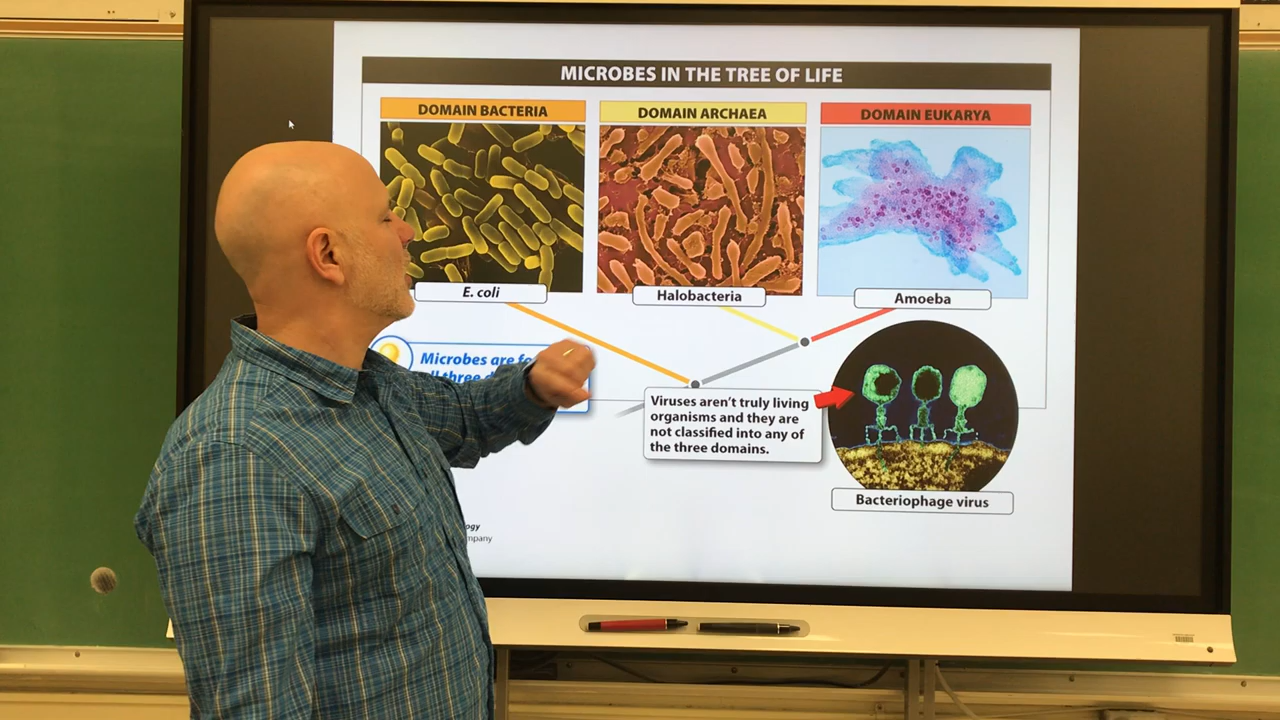 MICROBES IN THE TREE OF LIFE
DOMAIN BACTERIA
DOMAIN ARCHAEA
DOMAIN EUKARYA
E. coli
Halobacteria
Amoeba
Microbes are
three
Viruses aren't truly living
organisms and they are
not classified into any of
the three domains.
Bacteriophage virus